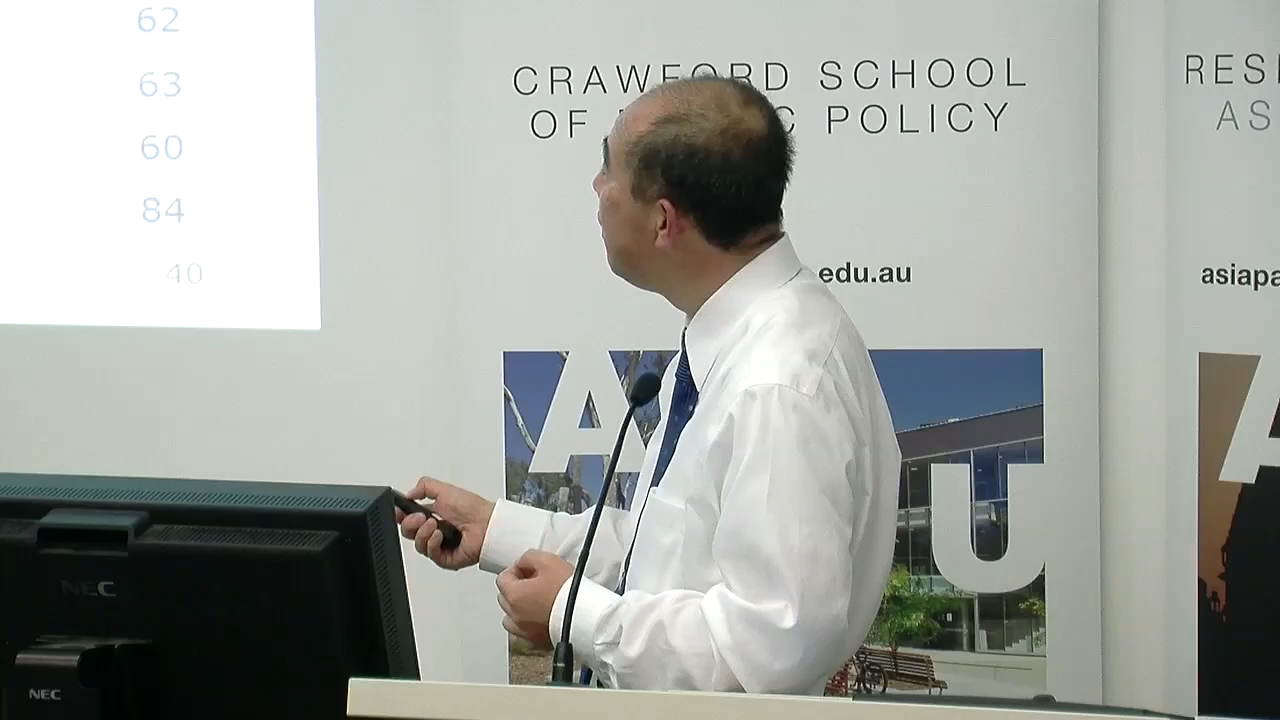 62
63
60
84
40
CRAWFORD SCHOOL
OF POLICY
.edu.au
A U
NEC
NEC
RES
AS
asiapa
A